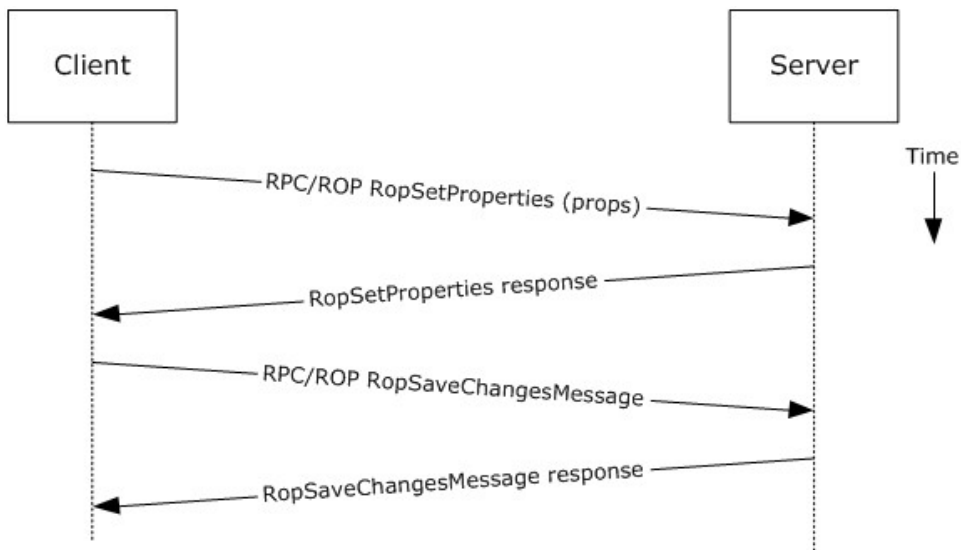 Client
Server
Time
RPC/ROP RopSetProperties (props)
RopSetProperties response
RPC/ROP RopSaveChangesMessage
RopSaveChangesMessage response